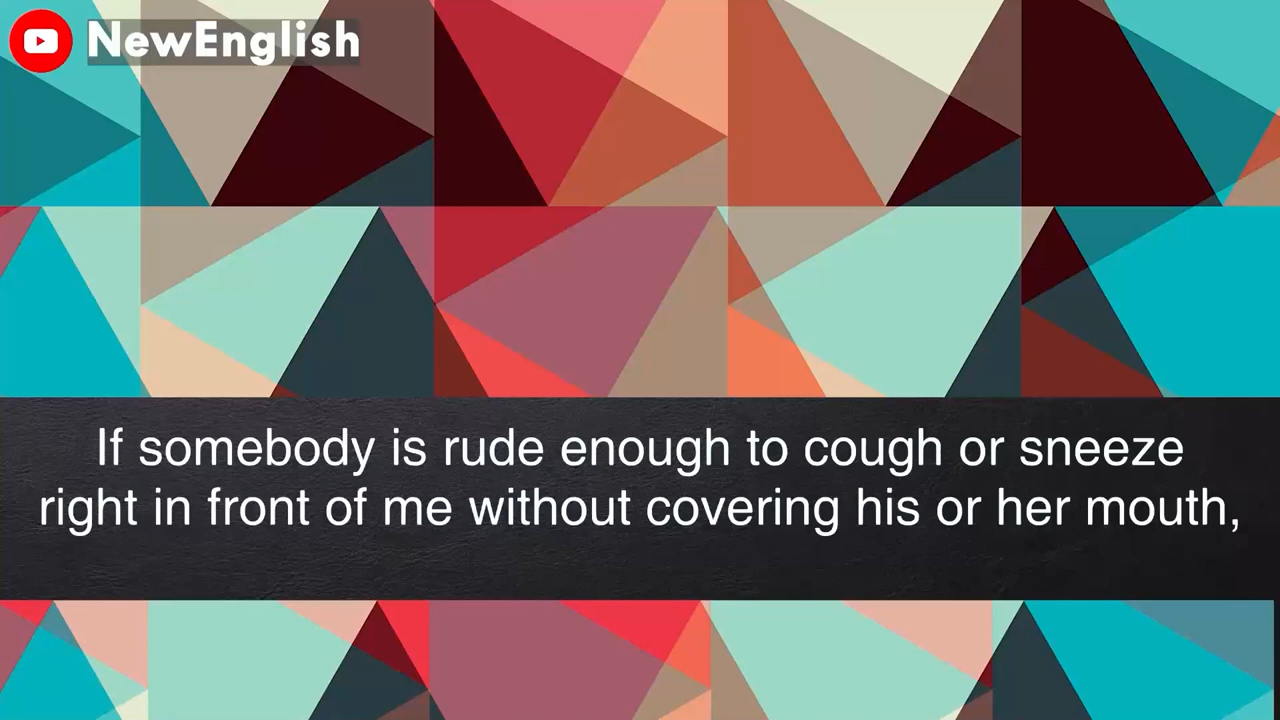 NewEnglish
If somebody is rude enough to cough or sneeze
right in front of me without covering his or her mouth,